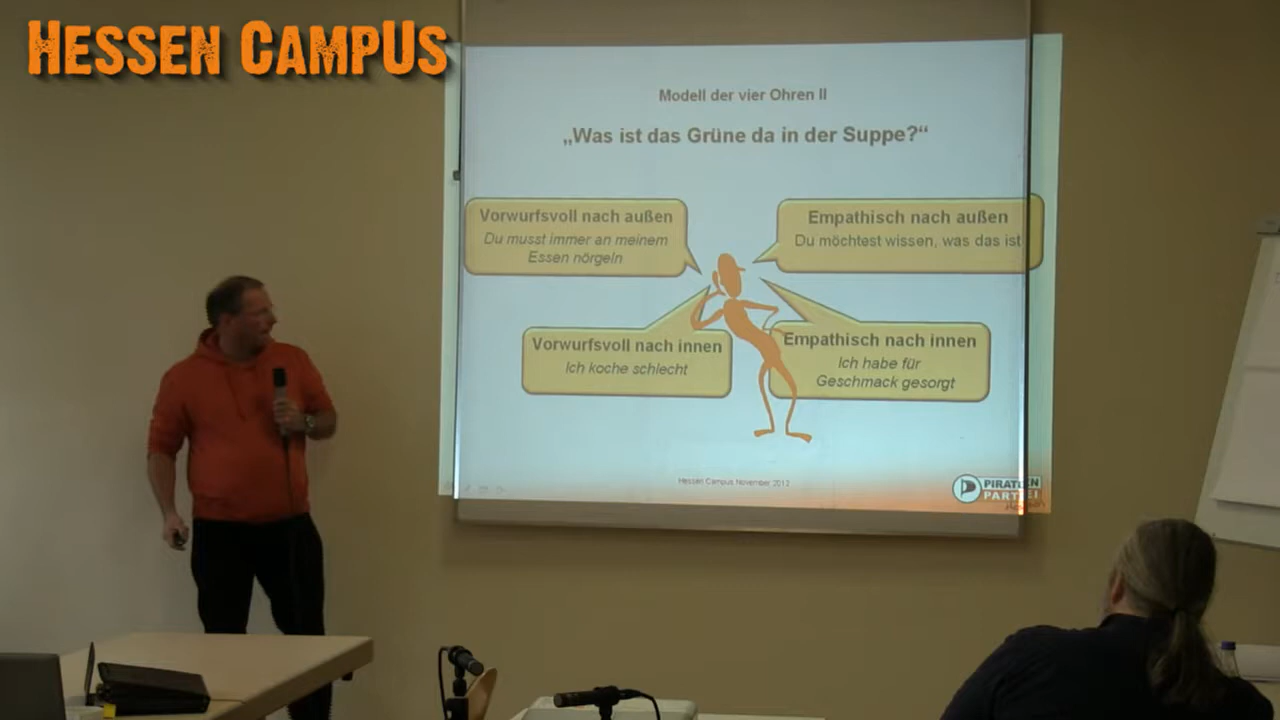 HESSEN CAMPUS
Modell der vier Ohren II
„Was ist das Grüne da in der Suppe?“
Vorwurfsvoll nach außen
Du musst immer an meinem
Essen nörgeln
Empathisch nach außen
Du möchtest wissen, was das ist
Vorwurfsvoll nach innen
Ich koche schlecht
Empathisch nach innen
Ich habe für
Geschmack gesorgt
Hessen Campus November 2012
PIRATEN
PARTEI
Hessen